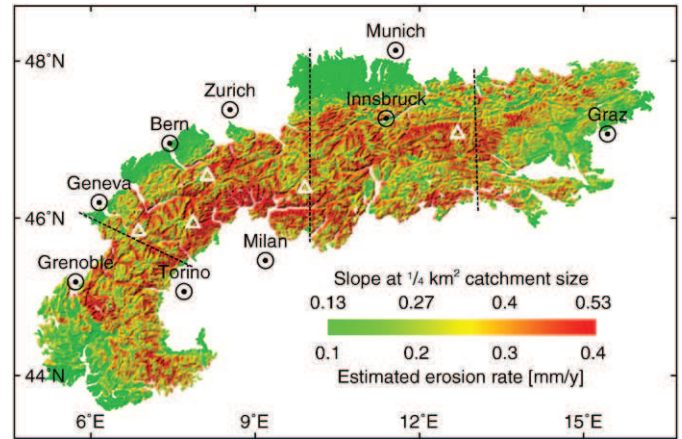 Munich
48°N
Zurich
Innsbruck
Bern
Graz
Geneva
46°N
Milan
Grenoble
Torino
Slope at 1/4 km² catchment size
0.13 0.27 0.4 0.53
0.1 0.2 0.3 0.4
Estimated erosion rate [mm/y]
44°N
6°E 9°E 12°E 15°E